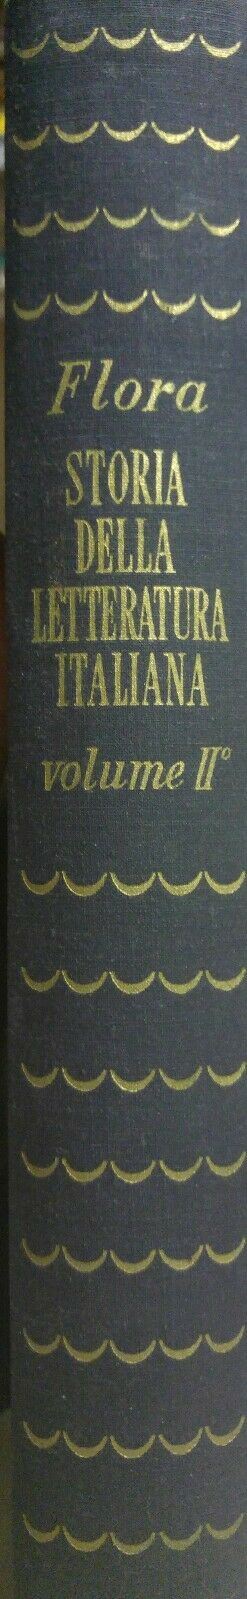 Flora
STORIA
DELLA
LETTERATURA
ITALIANA
volume II°